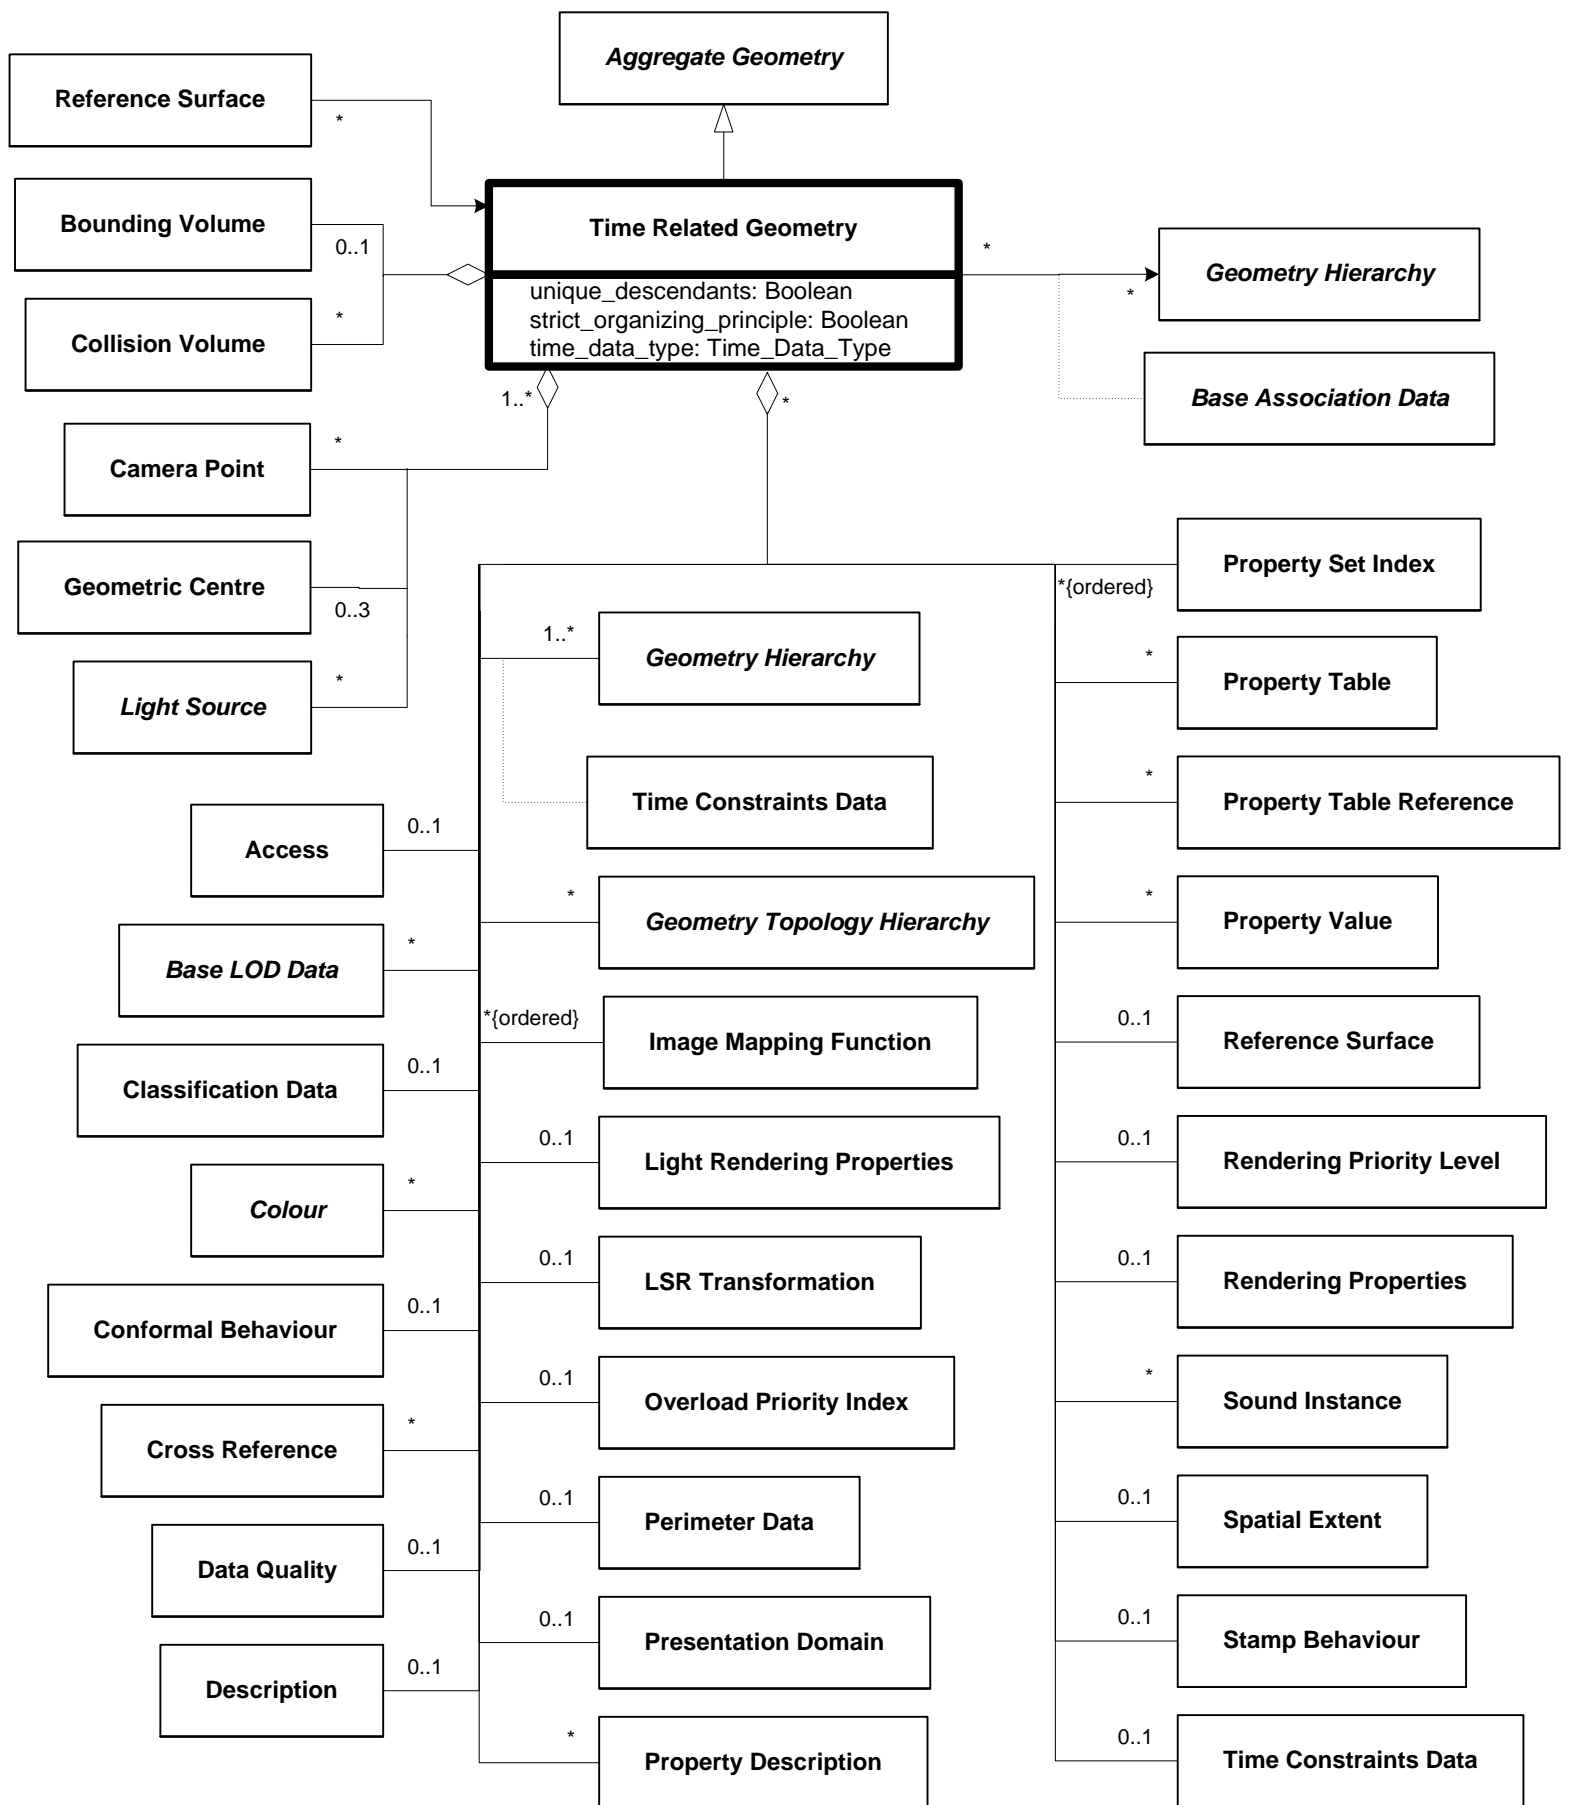 Aggregate Geometry
Reference Surface
*
Bounding Volume
0..1
Collision Volume
*
Time Related Geometry
unique_descendants: Boolean
strict_organizing_principle: Boolean
time_data_type: Time_Data_Type
*
*
Geometry Hierarchy
Base Association Data
1..*
*
Camera Point
*
Geometric Centre
0..3
Light Source
*
Access
0..1
Base LOD Data
*
Classification Data
0..1
Colour
*
Conformal Behaviour
0..1
Cross Reference
*
Data Quality
0..1
Description
0..1
1..*
Geometry Hierarchy
Time Constraints Data
*
Geometry Topology Hierarchy
*{ordered}
Image Mapping Function
0..1
Light Rendering Properties
0..1
LSR Transformation
0..1
Overload Priority Index
0..1
Perimeter Data
0..1
Presentation Domain
*
Property Description
*{ordered}
Property Set Index
*
Property Table
*
Property Table Reference
*
Property Value
0..1
Reference Surface
0..1
Rendering Priority Level
0..1
Rendering Properties
*
Sound Instance
0..1
Spatial Extent
0..1
Stamp Behaviour
0..1
Time Constraints Data